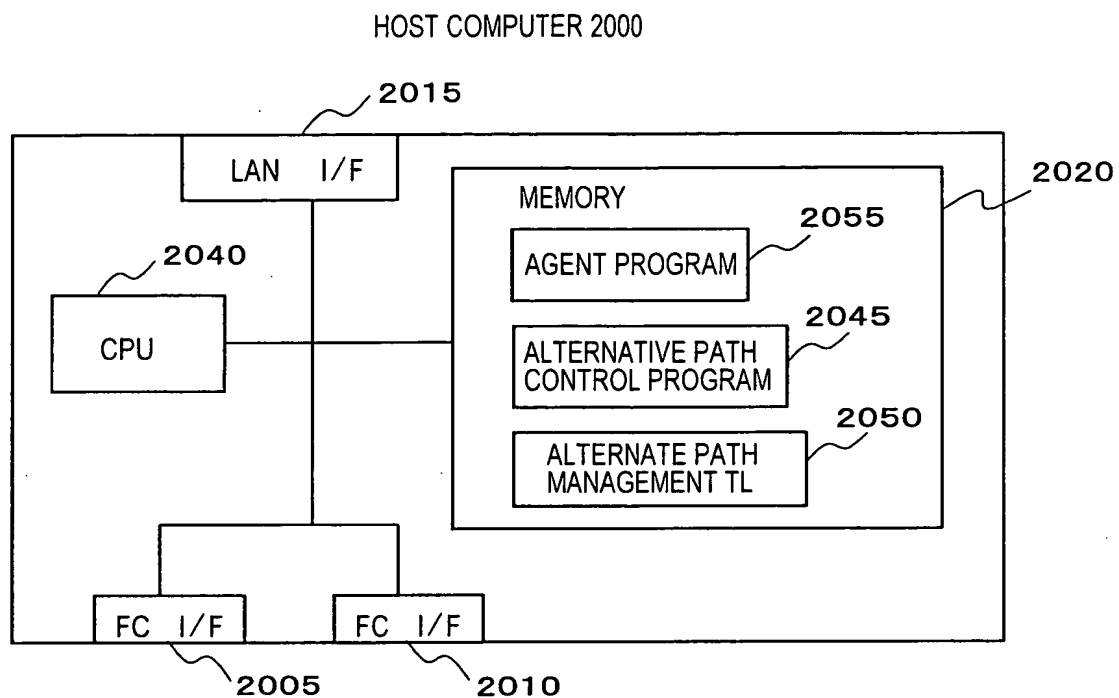 HOST COMPUTER 2000
2015
LAN I/F
2020
MEMORY
2055
AGENT PROGRAM
2040
CPU
2045
ALTERNATIVE PATH
CONTROL PROGRAM
2050
ALTERNATE PATH
MANAGEMENT TL
FC I/F
FC I/F
2005
2010